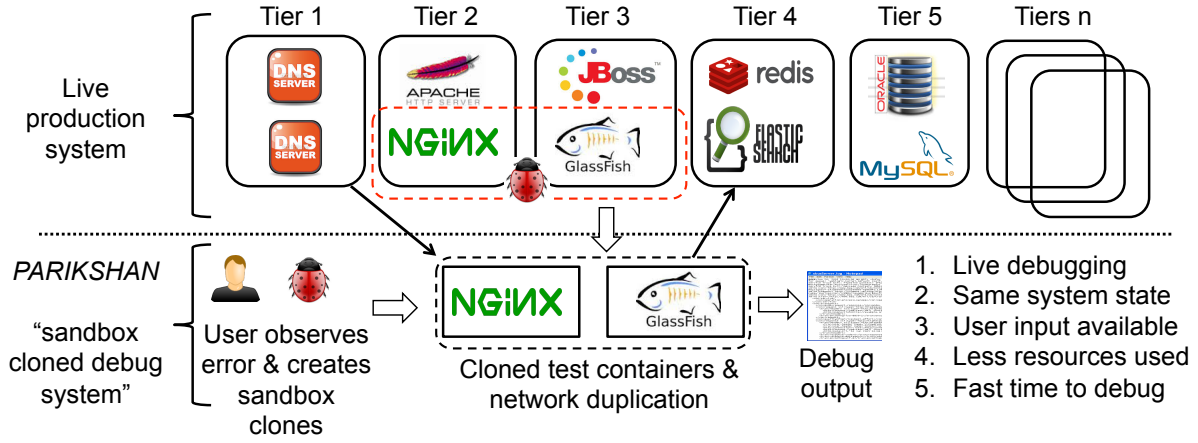 Tier 1
Tier 2
Tier 3
Tier 4
Tier 5
Tiers n
Live
production
system
DNS
SERVER
DNS
SERVER
APACHE
HTTP SERVER
NGiNX
JBoss™
GlassFish
redis
ELASTIC
SEARCH
ORACLE
MySQL®
PARIKSHAN
“sandbox
cloned debug
system”
User observes
error & creates
sandbox
clones
NGiNX
GlassFish
Cloned test containers &
network duplication
Debug
output
1. Live debugging
2. Same system state
3. User input available
4. Less resources used
5. Fast time to debug